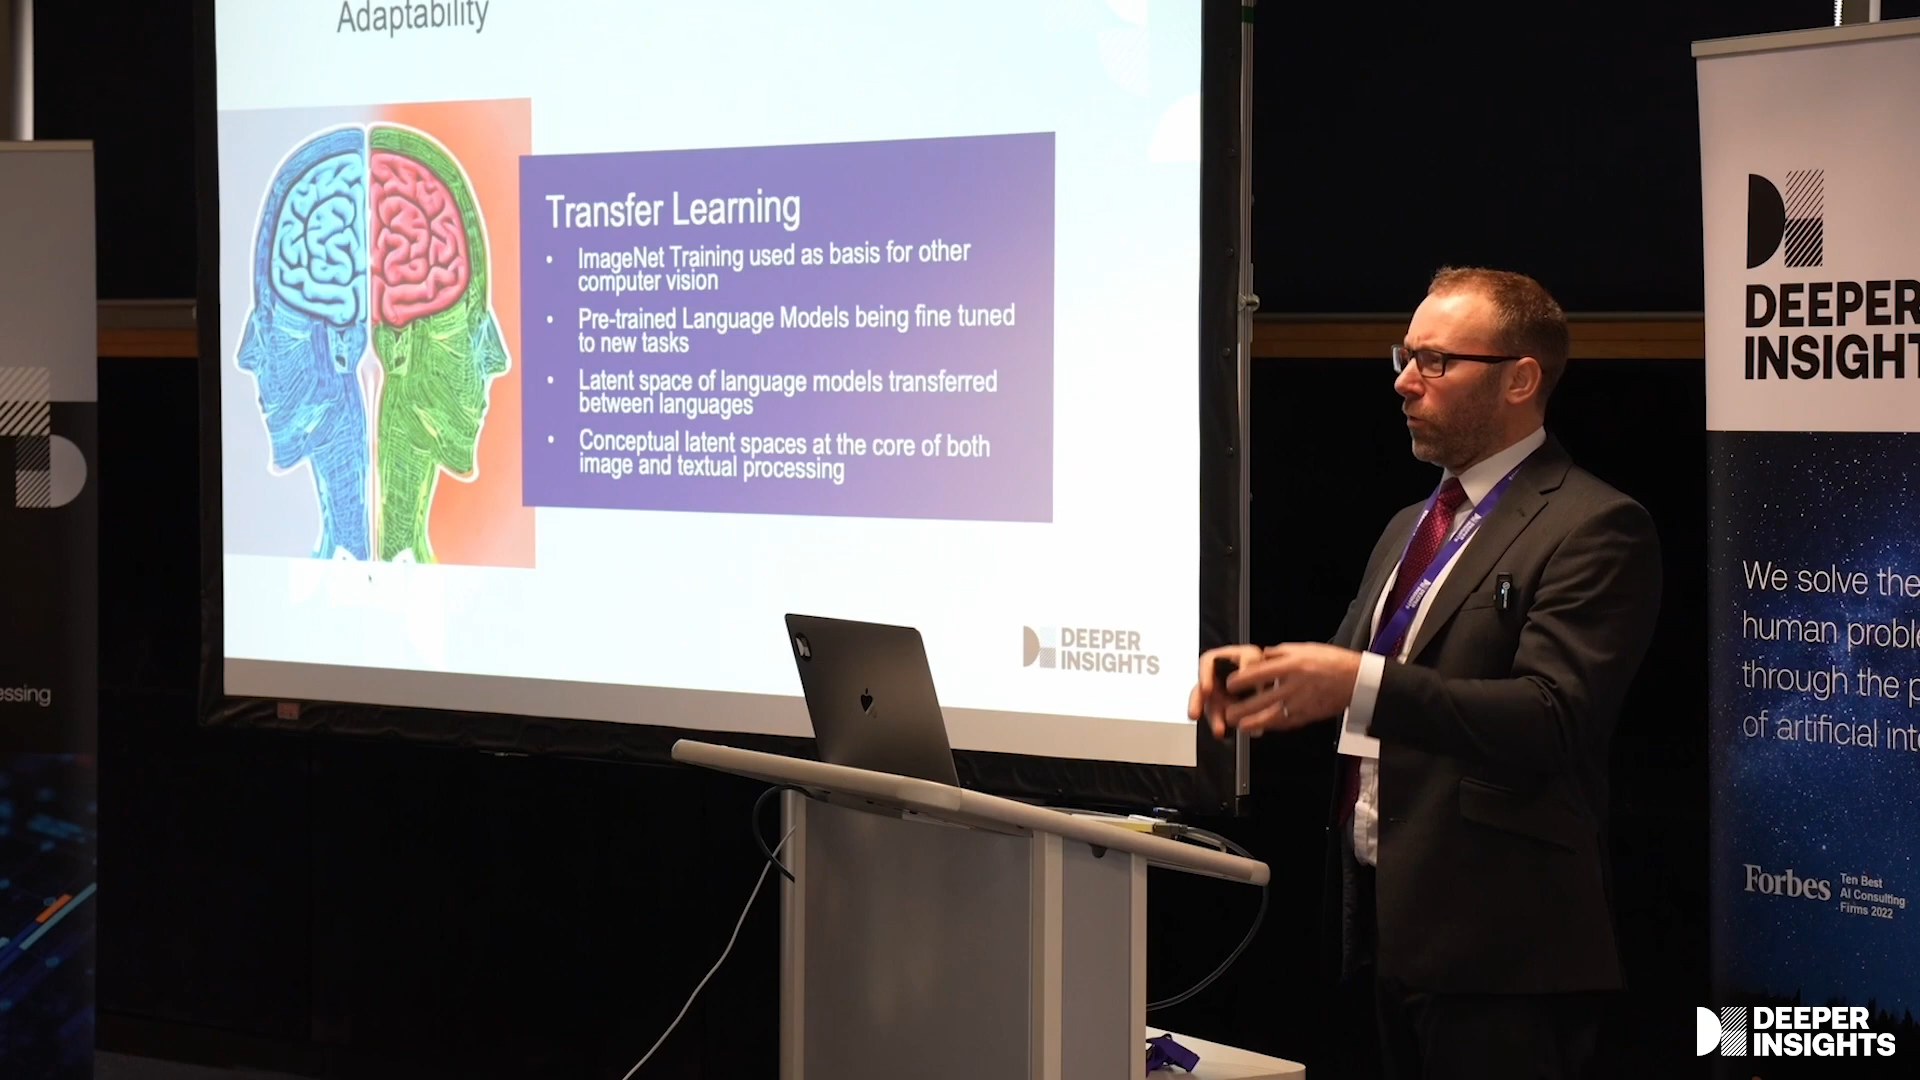 Adaptability
Transfer Learning
• ImageNet Training used as basis for other
computer vision
• Pre-trained Language Models being fine tuned
to new tasks
• Latent space of language models transferred
between languages
• Conceptual latent spaces at the core of both
image and textual processing
DEEPER
INSIGHTS
essing
DEEPER
INSIGHT
We solve the
human proble
through the p
of artificial inte
Forbes
Ten Best
AI Consulting
Firms 2022
DEEPER
INSIGHTS